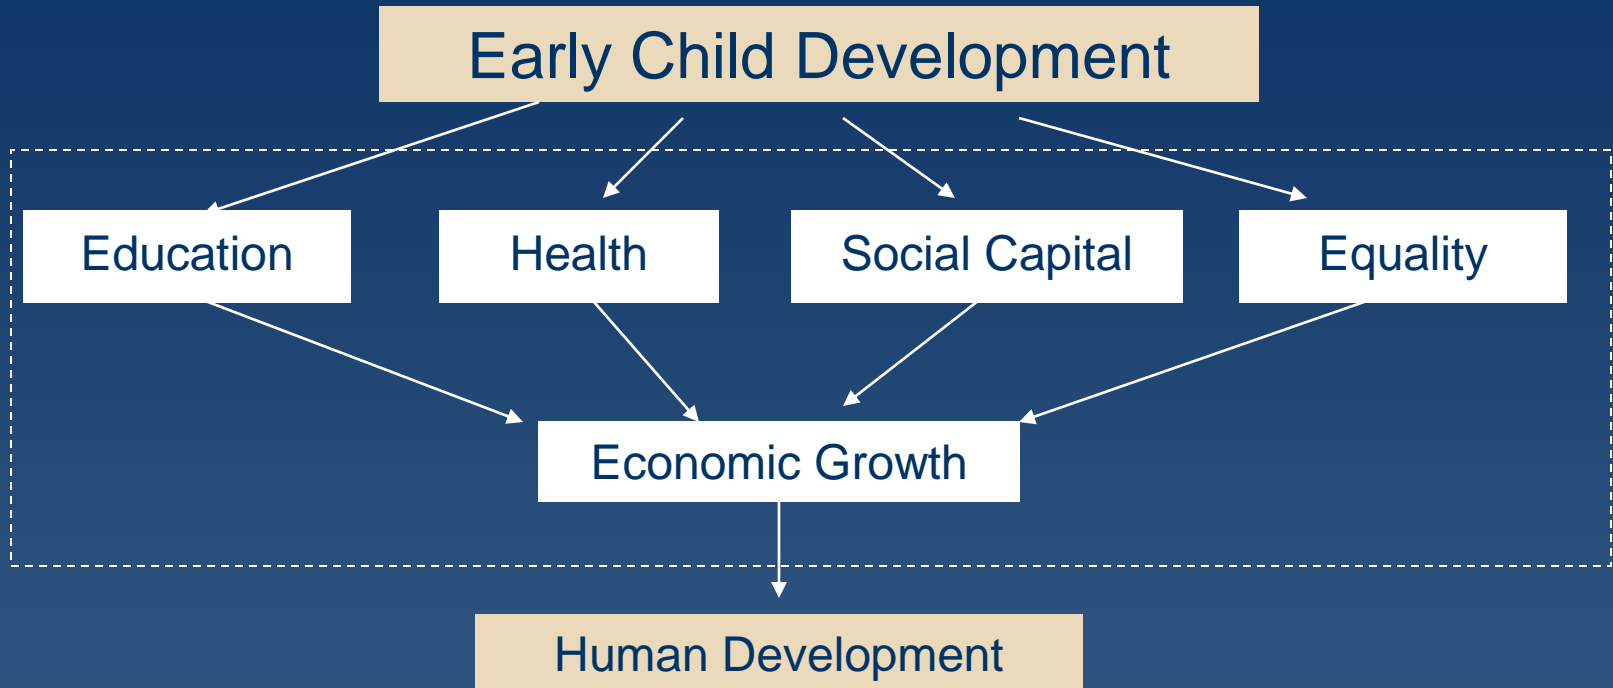 Early Child Development
Education
Health
Social Capital
Equality
Economic Growth
Human Development